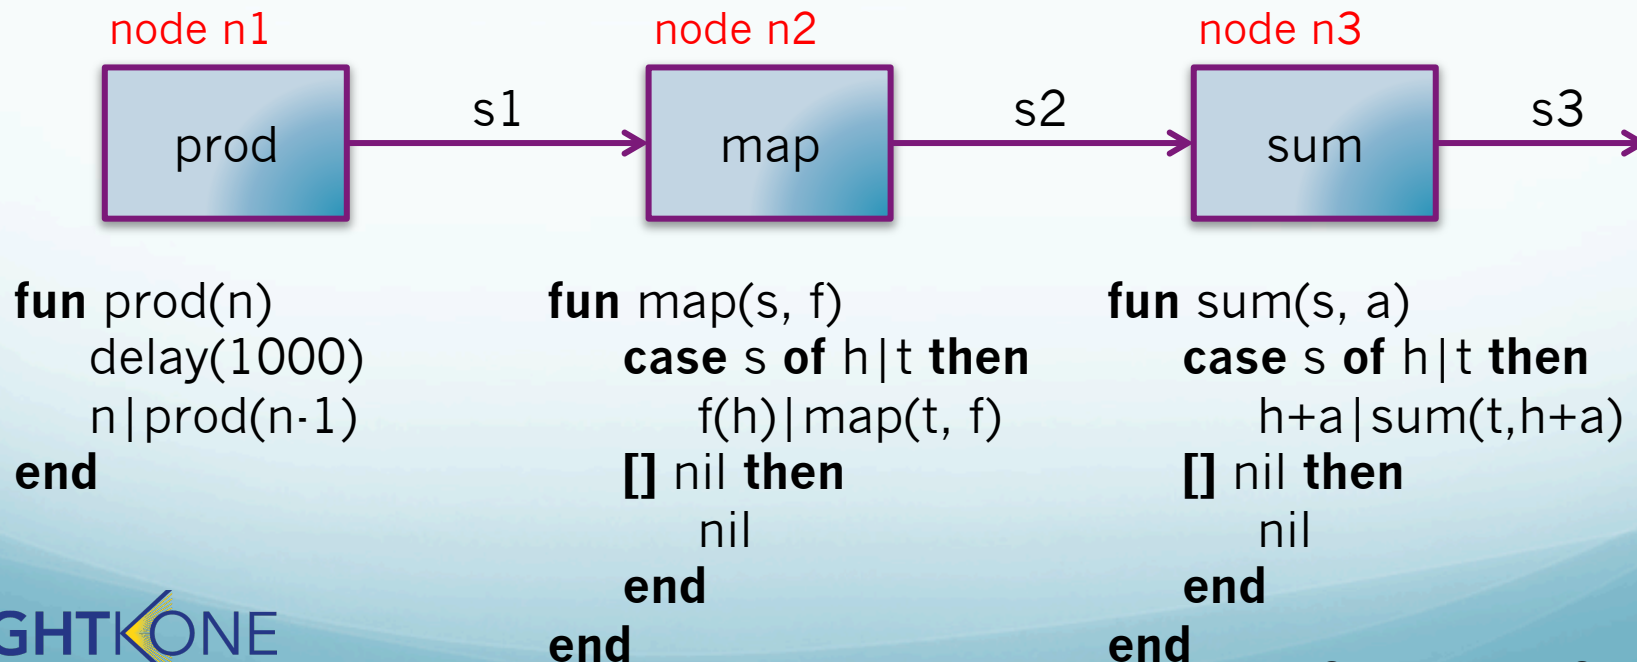 node n1
node n2
node n3
s1
s2
s3
prod
map
sum
fun prod(n)
delay(1000)
n|prod(n-1)
end
fun map(s, f)
case s of h|t then
f(h)|map(t, f)
[] nil then
nil
end
end
fun sum(s, a)
case s of h|t then
h+a|sum(t,h+a)
[] nil then
nil
end
end
GHTKONE